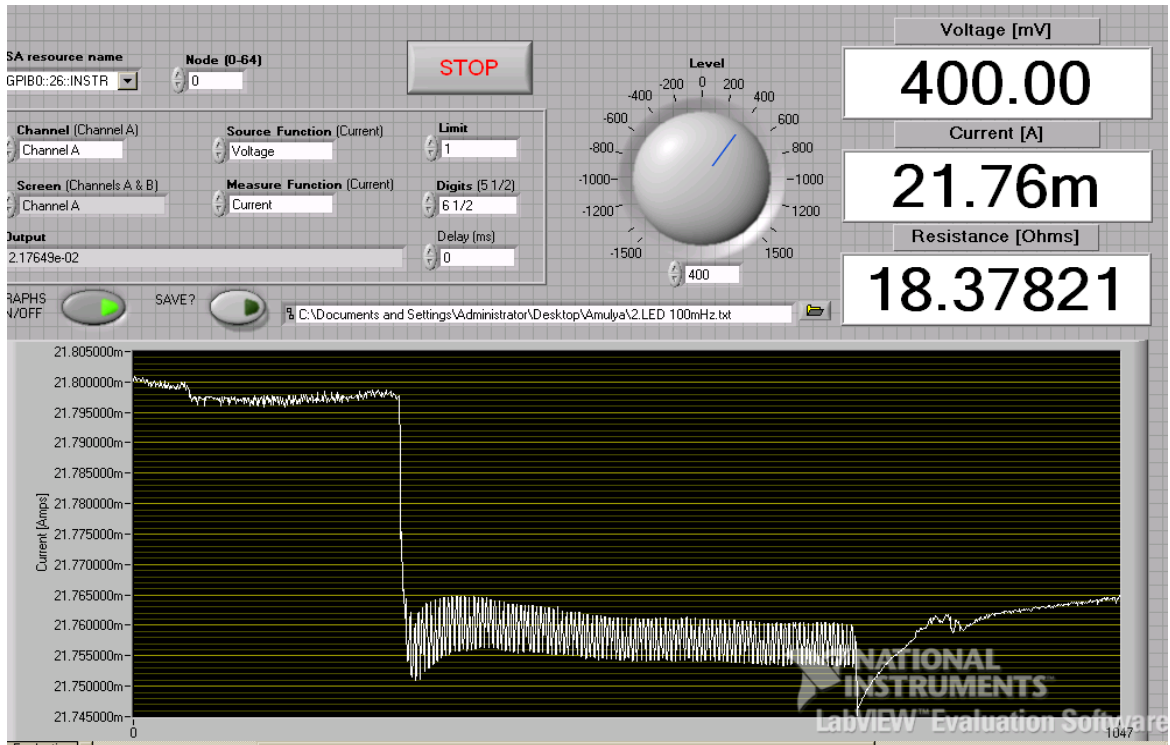 SA resource name
GPIB0::26::INSTR
Node (0-64)
0
STOP
Level
-1500 -1200 -1000 -800 -600 -400 -200 0 200 400 600 800 1000 1200 1500
400
Voltage [mV]
400.00
Current [A]
21.76m
Resistance [Ohms]
18.37821
Channel (Channel A)
Channel A
Source Function (Current)
Voltage
Limit
1
Screen (Channels A & B)
Channel A
Measure Function (Current)
Current
Digits (5 1/2)
6 1/2
Output
2.17649e-02
Delay (ms)
0
RAPHS
N/OFF
SAVE?
C:\Documents and Settings\Administrator\Desktop\Amulya\2.LED 100mHz.txt
Current [Amps]
21.805000m
21.800000m
21.795000m
21.790000m
21.785000m
21.780000m
21.775000m
21.770000m
21.765000m
21.760000m
21.755000m
21.750000m
21.745000m
0
1047
NATIONAL
INSTRUMENTS™
LabVIEW™ Evaluation Software